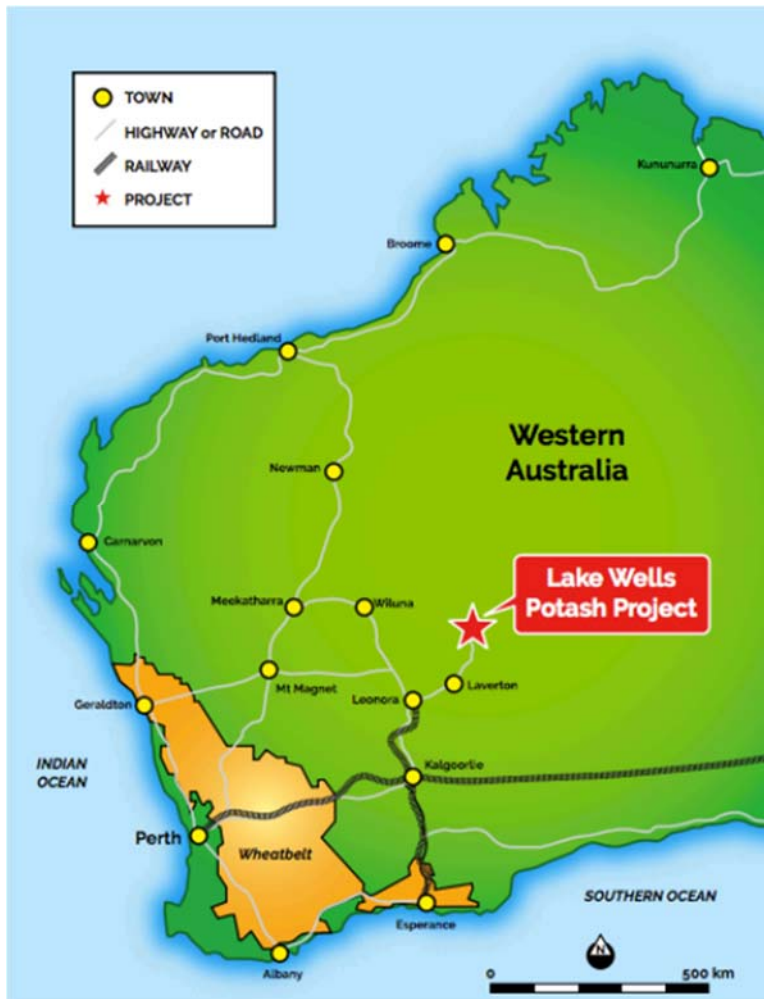 TOWN
HIGHWAY or ROAD
RAILWAY
PROJECT
Kununurra
Broome
Port Hedland
Western
Australia
Newman
Carnarvon
Lake Wells
Potash Project
Meekatharra
Wiluna
Mt Magnet
Laverton
Leonora
Geraldton
INDIAN
OCEAN
Kalgoorlie
Perth
Wheatbelt
SOUTHERN OCEAN
Esperance
Albany
N
0
500 km